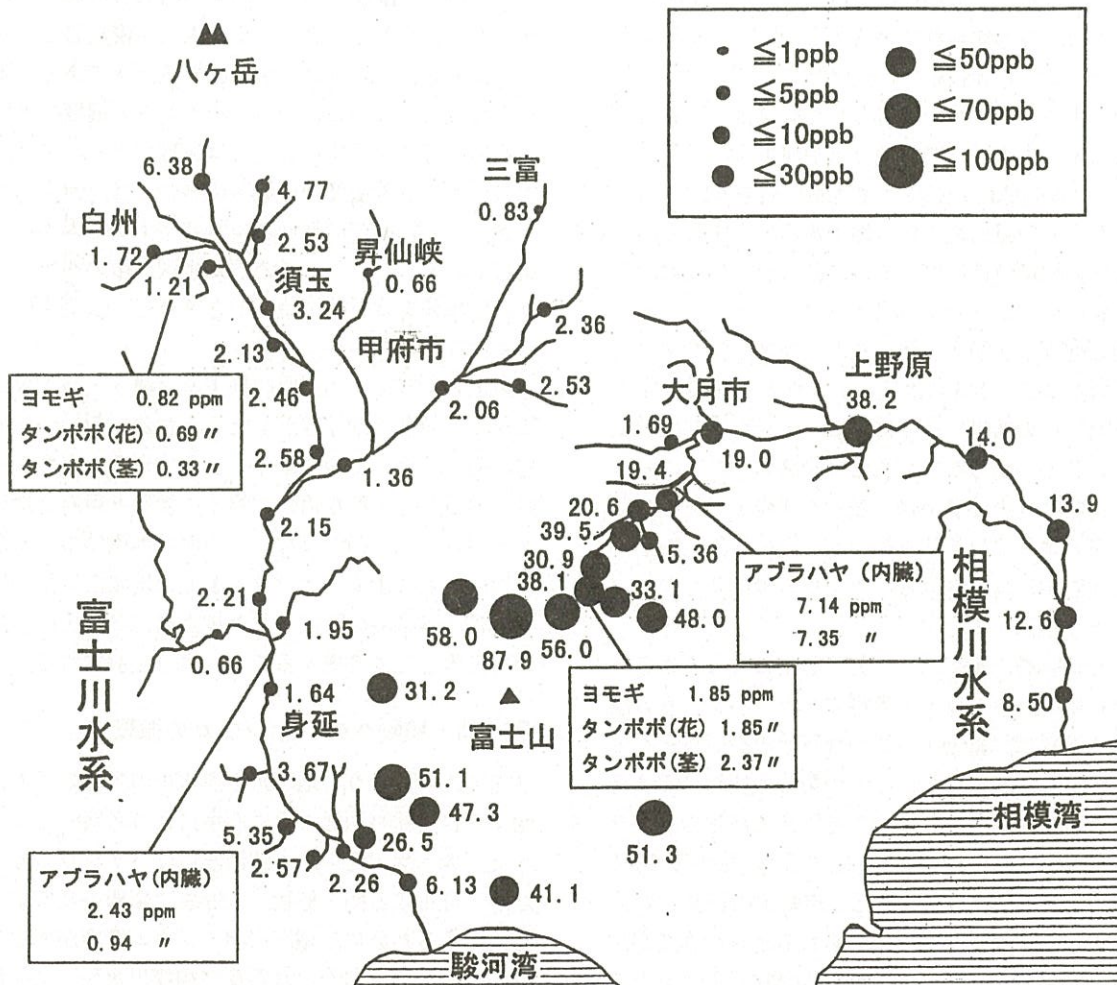 八ヶ岳
≦1ppb
≦5ppb
≦10ppb
≦30ppb
≦50ppb
≦70ppb
≦100ppb
6.38
4.77
三富
0.83
白州
1.72
2.53
昇仙峡
0.66
1.21
須玉
3.24
2.36
甲府市
2.13
2.53
上野原
38.2
大月市
ヨモギ 0.82 ppm
タンポポ(花) 0.69 〃
タンポポ(茎) 0.33 〃
2.46
2.06
1.69
14.0
2.58
1.36
19.4
19.0
2.15
20.6
13.9
39.5
5.36
30.9
アブラハヤ (内臓)
7.14 ppm
7.35 〃
相模川水系
富士川水系
2.21
38.1
33.1
12.6
1.95
58.0
87.9
56.0
48.0
0.66
1.64
31.2
富士山
ヨモギ 1.85 ppm
タンポポ(花) 1.85〃
タンポポ(茎) 2.37〃
8.50
身延
3.67
51.1
47.3
相模湾
5.35
26.5
51.3
2.57
2.26
6.13
41.1
アブラハヤ(内臓)
2.43 ppm
0.94 〃
駿河湾